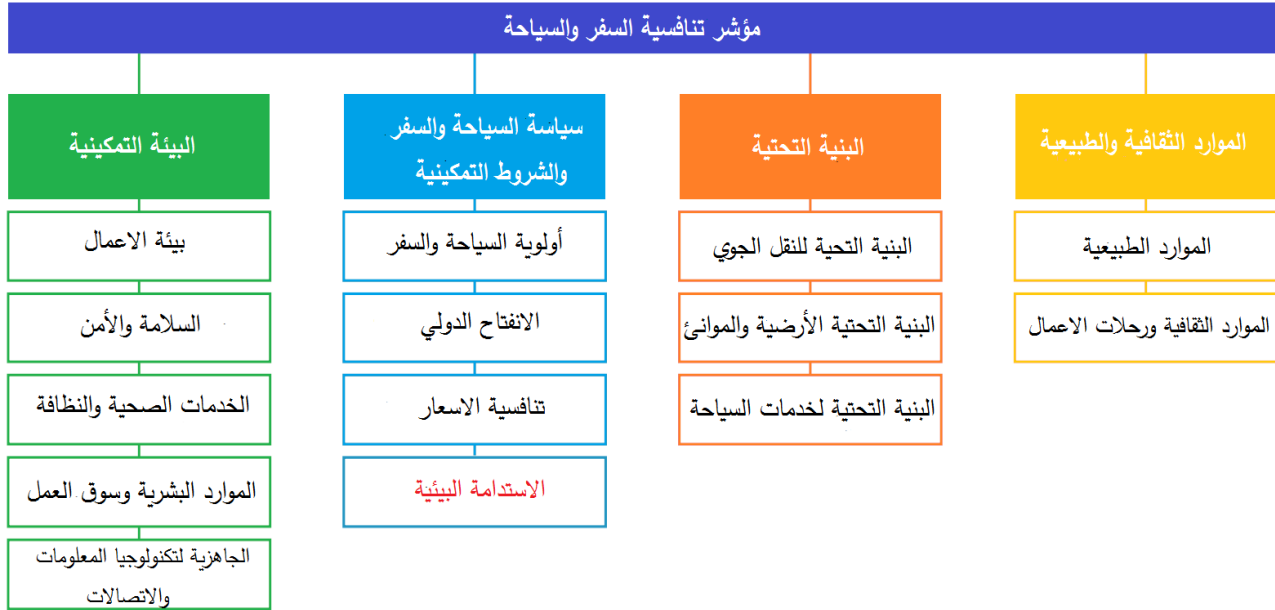 مؤشر تنافسية السفر والسياحة
الموارد الثقافية والطبيعية
الموارد الطبيعية
الموارد الثقافية ورحلات الاعمال
البنية التحتية
البنية التحية للنقل الجوي
البنية التحتية الأرضية والموانئ
البنية التحتية لخدمات السياحة
سياسة السياحة والسفر
والشروط التمكينية
أولوية السياحة والسفر
الانفتاح الدولي
تنافسية الاسعار
الاستدامة البيئية
البيئة التمكينية
بيئة الاعمال
السلامة والأمن
الخدمات الصحية والنظافة
الموارد البشرية وسوق العمل
الجاهزية لتكنولوجيا المعلومات
والاتصالات